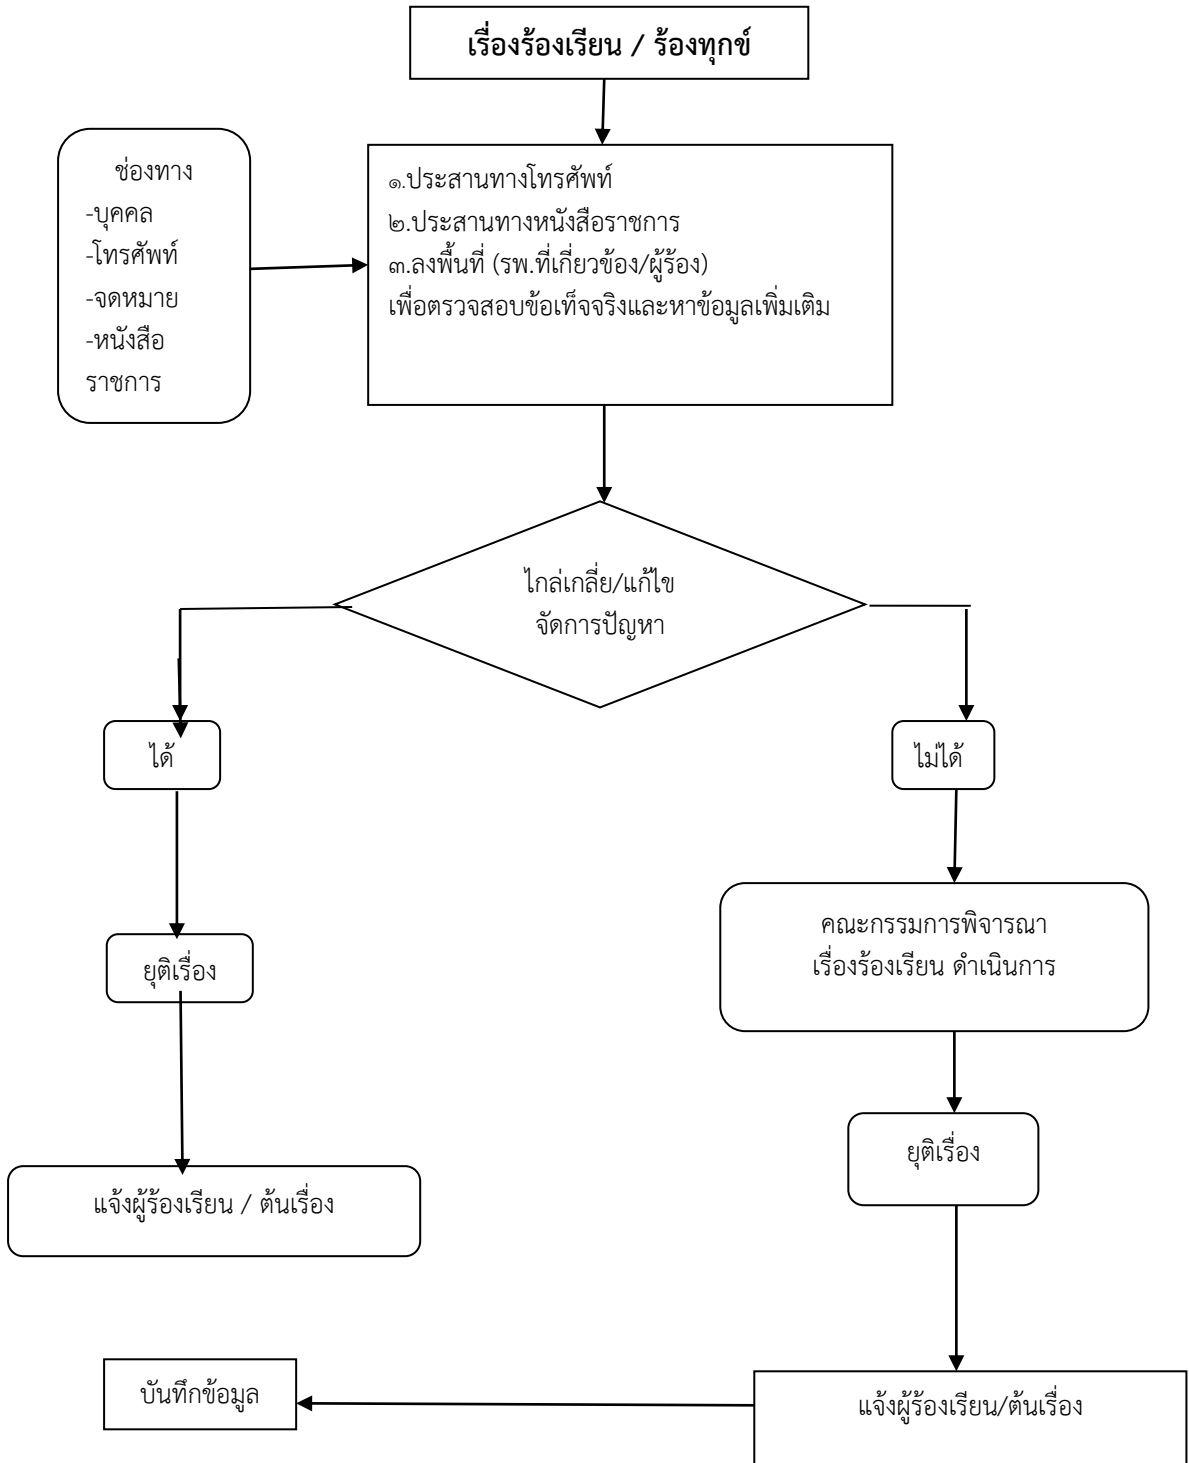 เรื่องร้องเรียน / ร้องทุกข์
ช่องทาง
-บุคคล
-โทรศัพท์
-จดหมาย
-หนังสือ
ราชการ
๑.ประสานทางโทรศัพท์
๒.ประสานทางหนังสือราชการ
๓.ลงพื้นที่ (รพ.ที่เกี่ยวข้อง/ผู้ร้อง)
เพื่อตรวจสอบข้อเท็จจริงและหาข้อมูลเพิ่มเติม
ไกล่เกลี่ย/แก้ไข
จัดการปัญหา
ได้
ไม่ได้
ยุติเรื่อง
คณะกรรมการพิจารณา
เรื่องร้องเรียน ดำเนินการ
ยุติเรื่อง
แจ้งผู้ร้องเรียน / ต้นเรื่อง
บันทึกข้อมูล
แจ้งผู้ร้องเรียน/ต้นเรื่อง